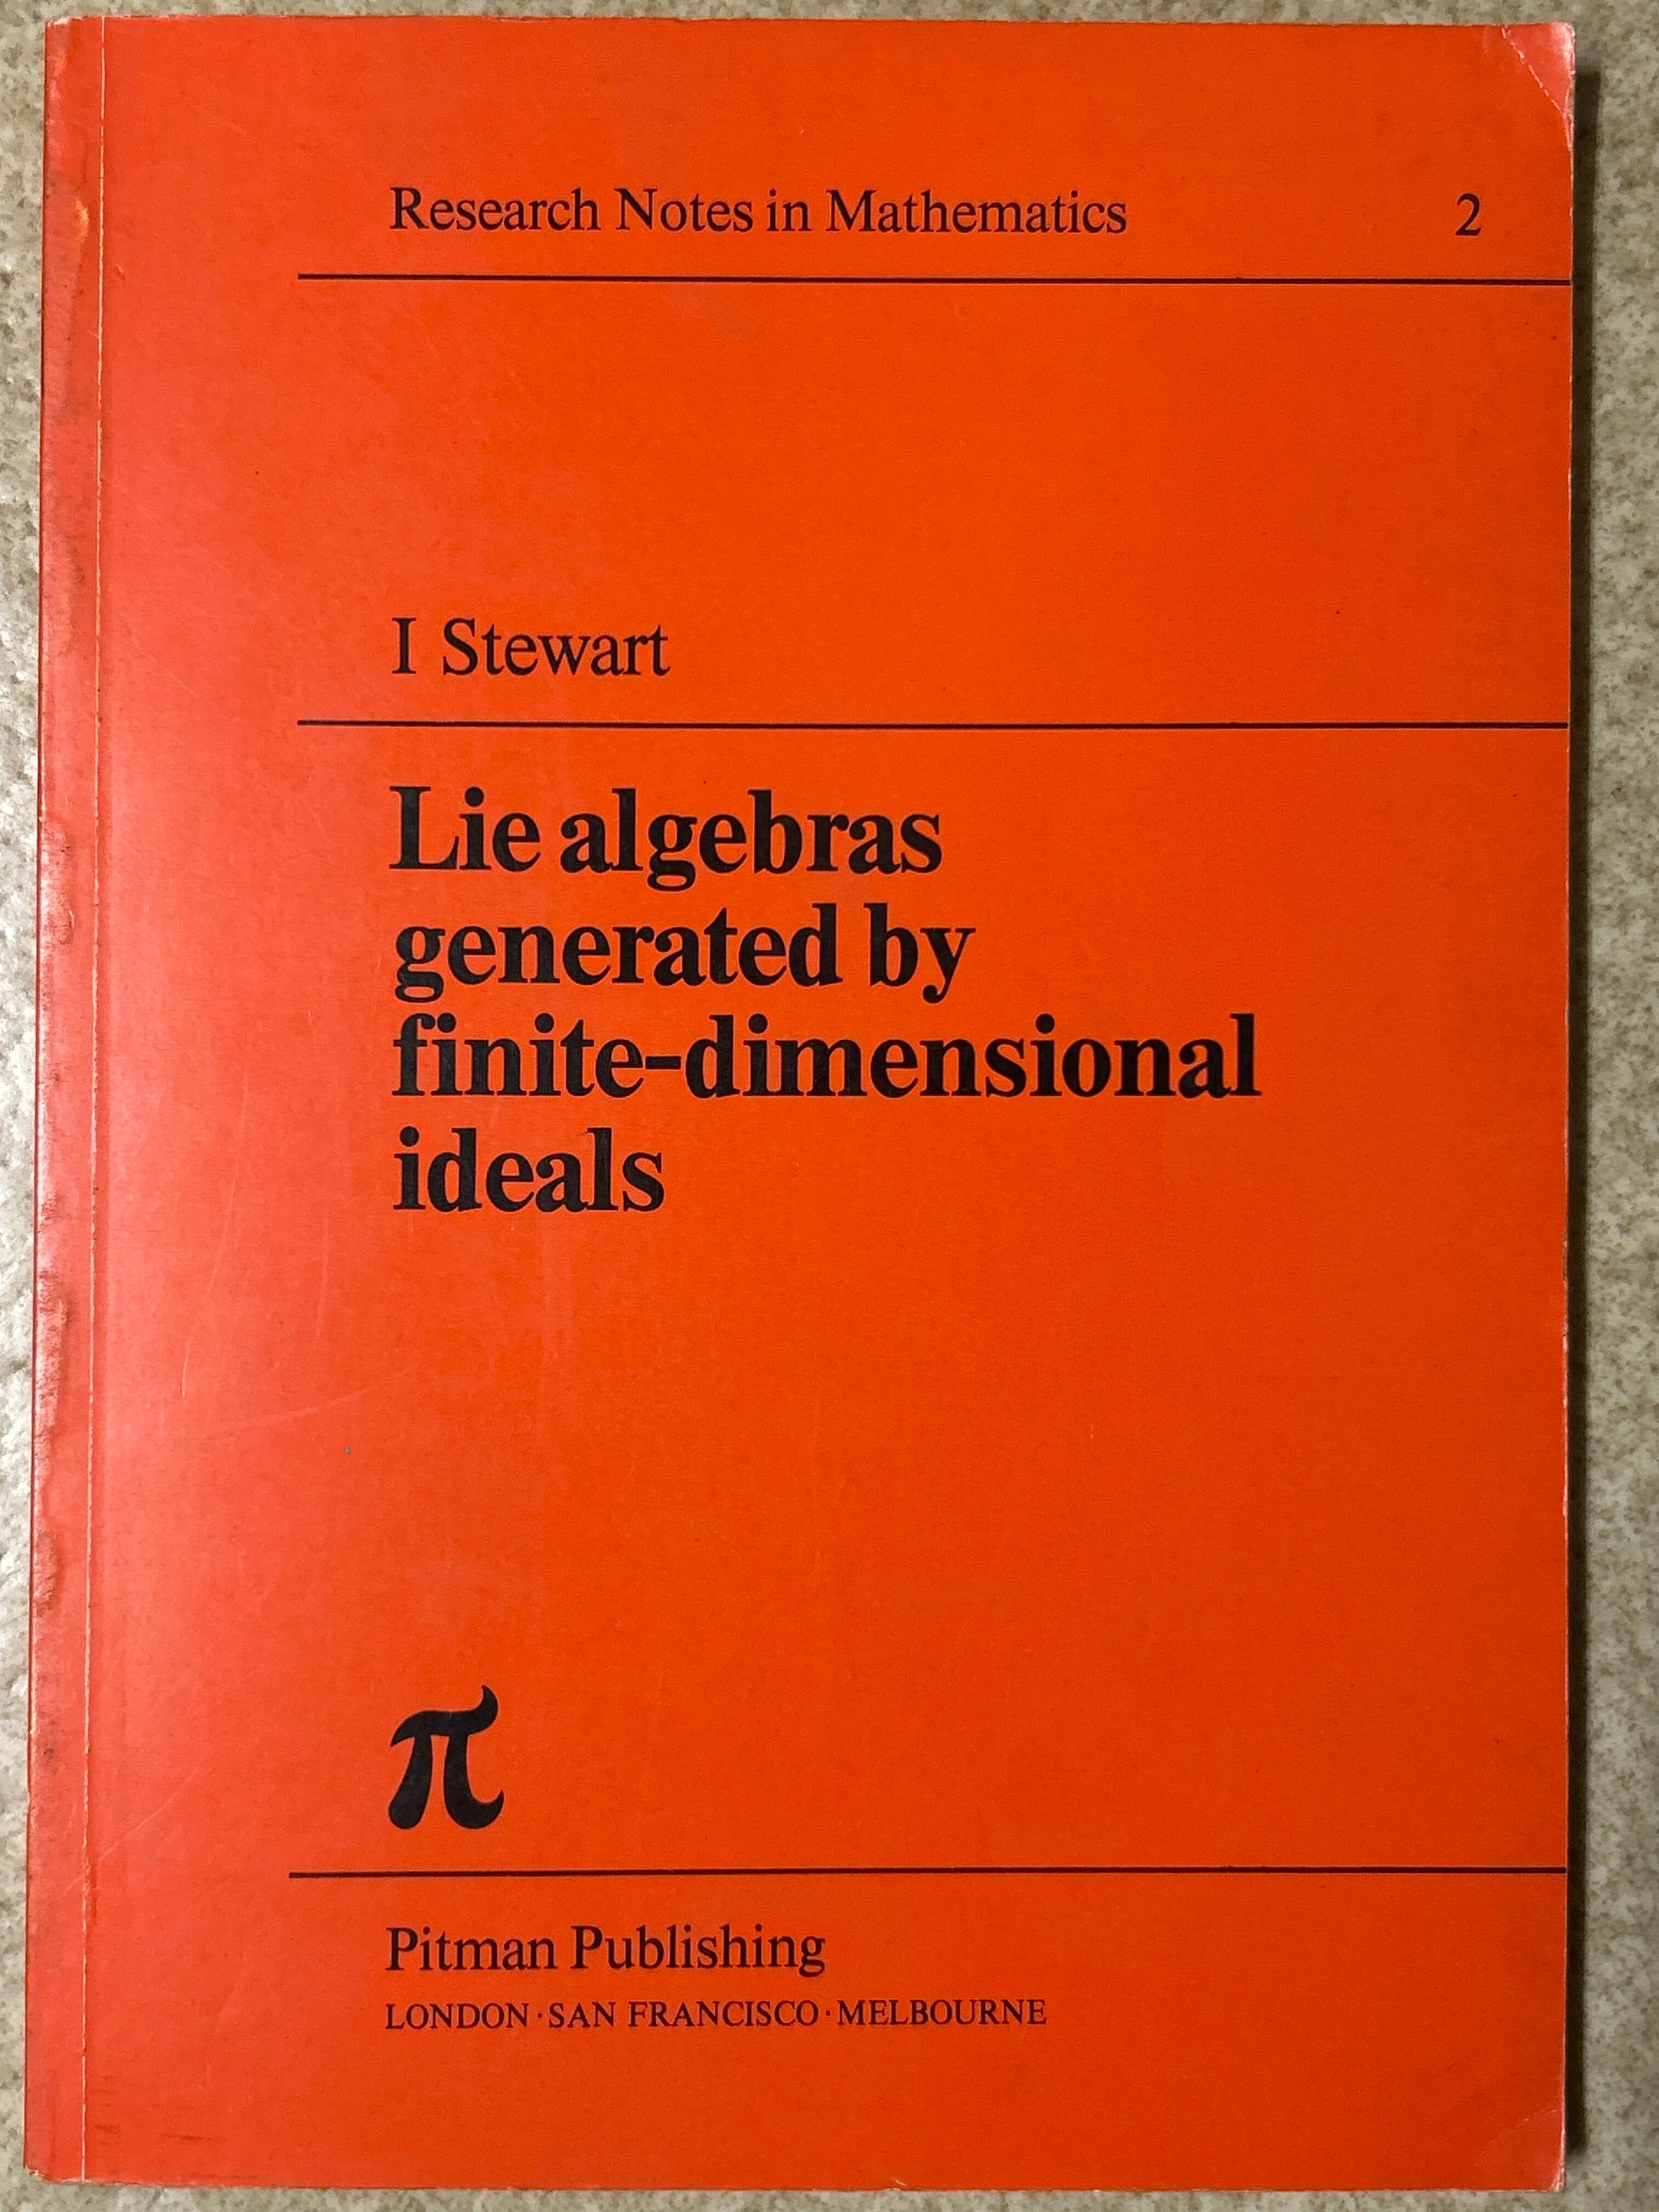 Research Notes in Mathematics 2
I Stewart
Lie algebras
generated by
finite-dimensional
ideals
π
Pitman Publishing
LONDON · SAN FRANCISCO · MELBOURNE